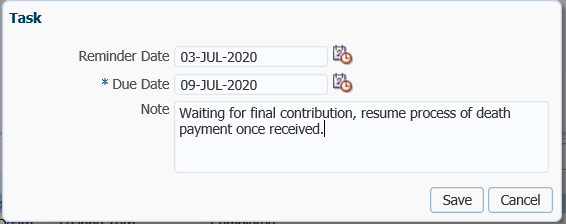 Task
Reminder Date 03-JUL-2020
* Due Date 09-JUL-2020
Note Waiting for final contribution, resume process of death
payment once received.
Save Cancel